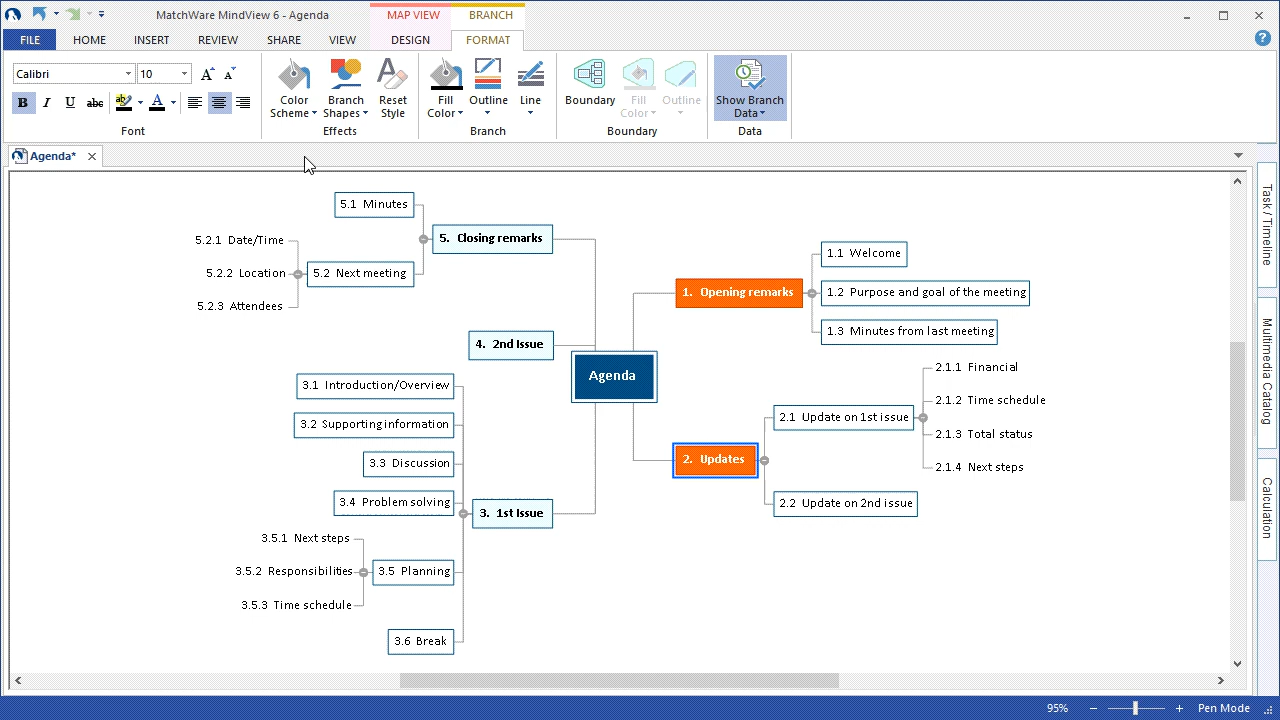 MatchWare MindView 6 - Agenda
MAP VIEW
BRANCH
FILE
HOME
INSERT
REVIEW
SHARE
VIEW
DESIGN
FORMAT
?
Calibri
10
A
A
B
I
U
abc
ab
A
Font
Color
Scheme
Branch
Shapes
Reset
Style
Effects
Fill
Color
Outline
Line
Branch
Boundary
Fill
Color
Outline
Boundary
Show Branch
Data
Data
Agenda*
5.1 Minutes
5. Closing remarks
5.2.1 Date/Time
5.2.2 Location
5.2.3 Attendees
5.2 Next meeting
4. 2nd Issue
Agenda
3.1 Introduction/Overview
3.2 Supporting information
3.3 Discussion
3.4 Problem solving
3. 1st Issue
3.5.1 Next steps
3.5.2 Responsibilities
3.5.3 Time schedule
3.5 Planning
3.6 Break
1. Opening remarks
1.1 Welcome
1.2 Purpose and goal of the meeting
1.3 Minutes from last meeting
2. Updates
2.1 Update on 1st issue
2.1.1 Financial
2.1.2 Time schedule
2.1.3 Total status
2.1.4 Next steps
2.2 Update on 2nd issue
Task / Timeline
Multimedia Catalog
Calculation
95%
Pen Mode